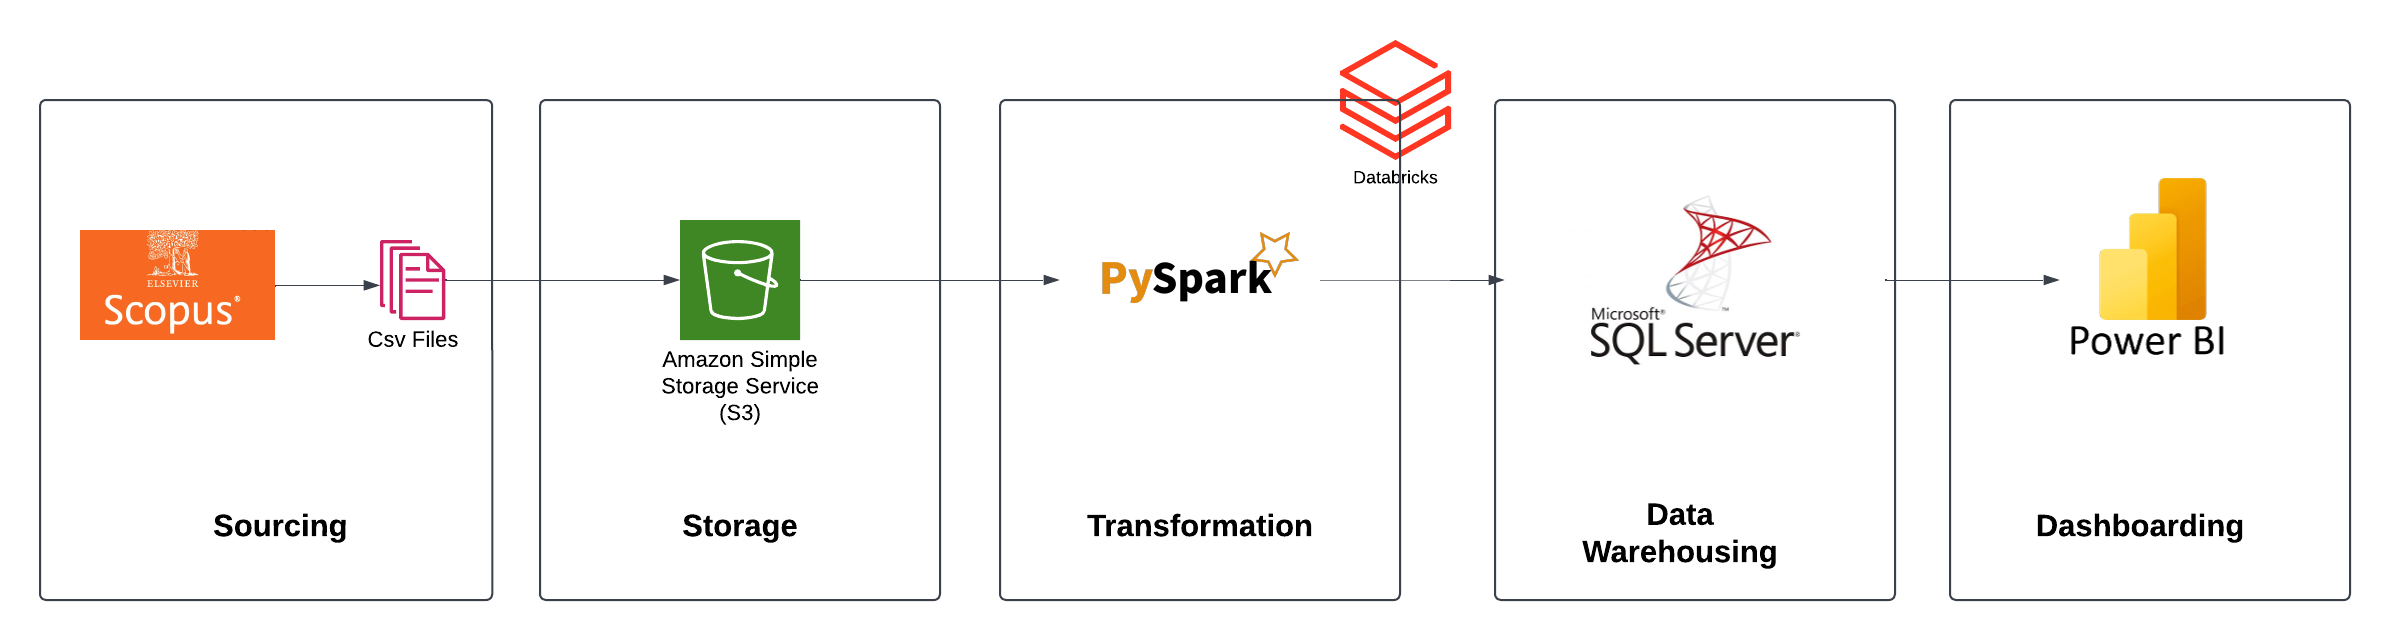 Databricks
ELSEVIER
Scopus®
Csv Files
Amazon Simple
Storage Service
(S3)
PySpark
Microsoft®
SQL Server®
™
Power BI
Sourcing
Storage
Transformation
Data
Warehousing
Dashboarding